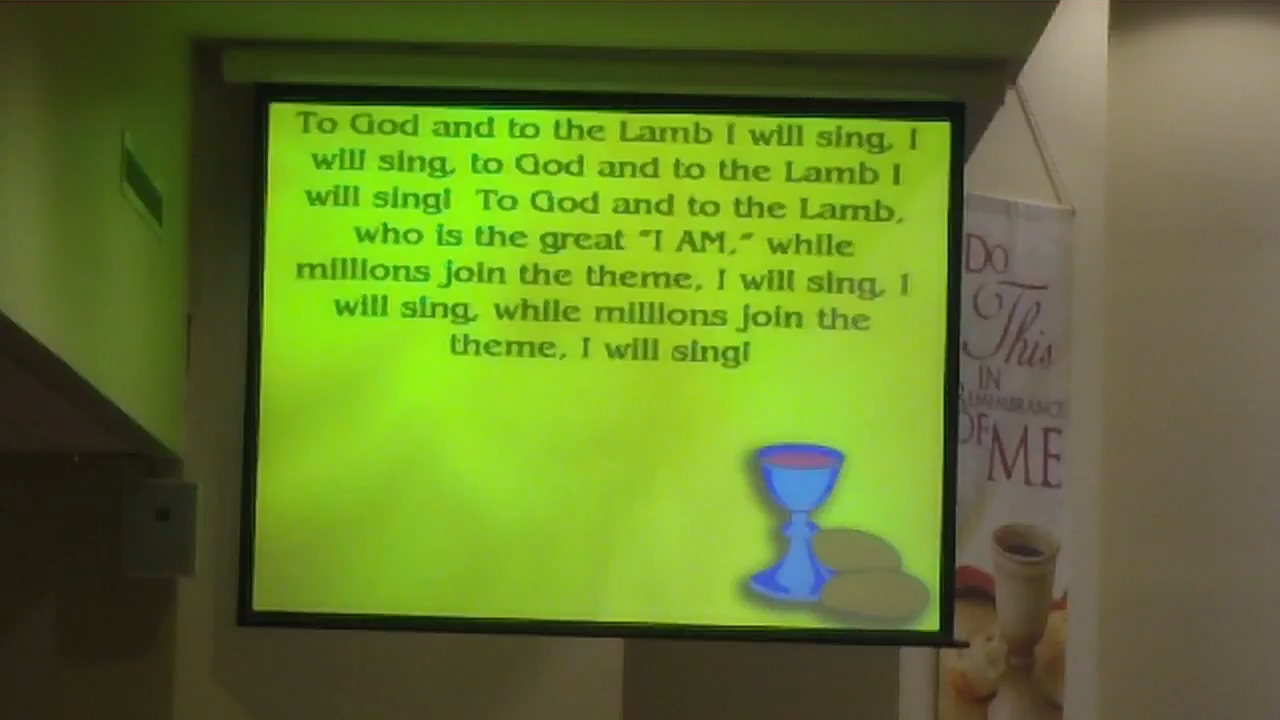 To God and to the Lamb I will sing, I
will sing, to God and to the Lamb I
will sing! To God and to the Lamb,
who is the great "I AM," while
millions join the theme, I will sing, I
will sing, while millions join the
theme, I will sing!
DO
This
IN
REMEMBRANCE
OF ME